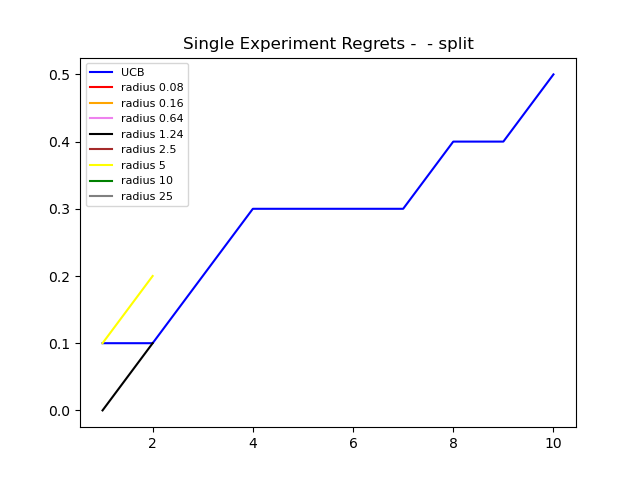 Single Experiment Regrets -  - split
UCB
radius 0.08
radius 0.16
radius 0.64
radius 1.24
radius 2.5
radius 5
radius 10
radius 25
0.5
0.4
0.3
0.2
0.1
0.0
2 4 6 8 10